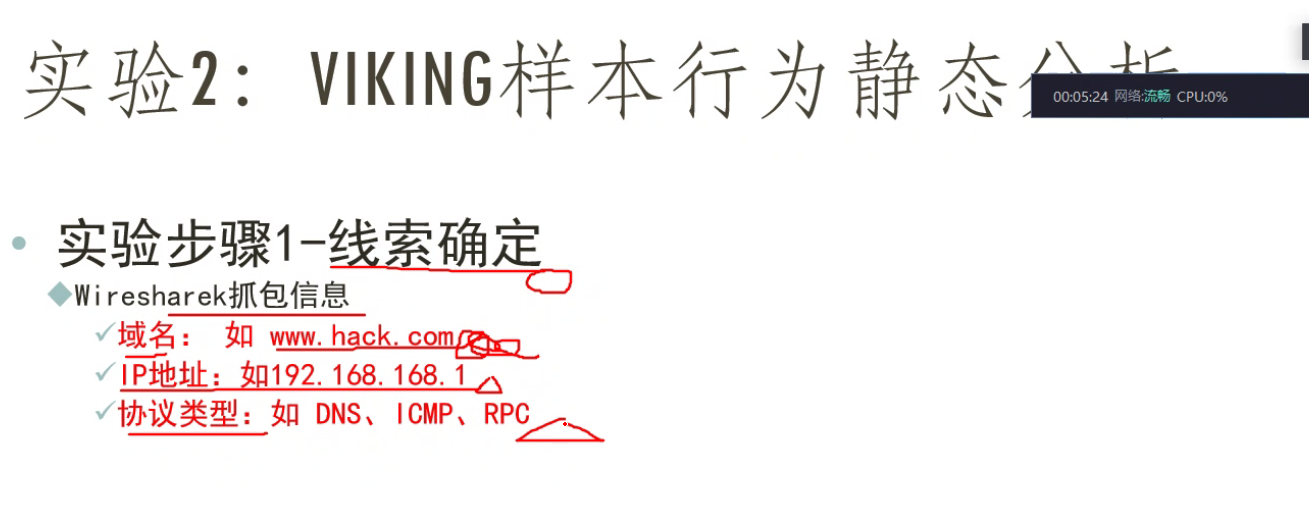 实验2: VIKING样本行为静态分析
00:05:24 网络:流畅 CPU:0%
实验步骤1-线索确定
Wiresharek抓包信息
域名: 如 www.hack.com
IP地址: 如192.168.168.1
协议类型: 如 DNS、ICMP、RPC